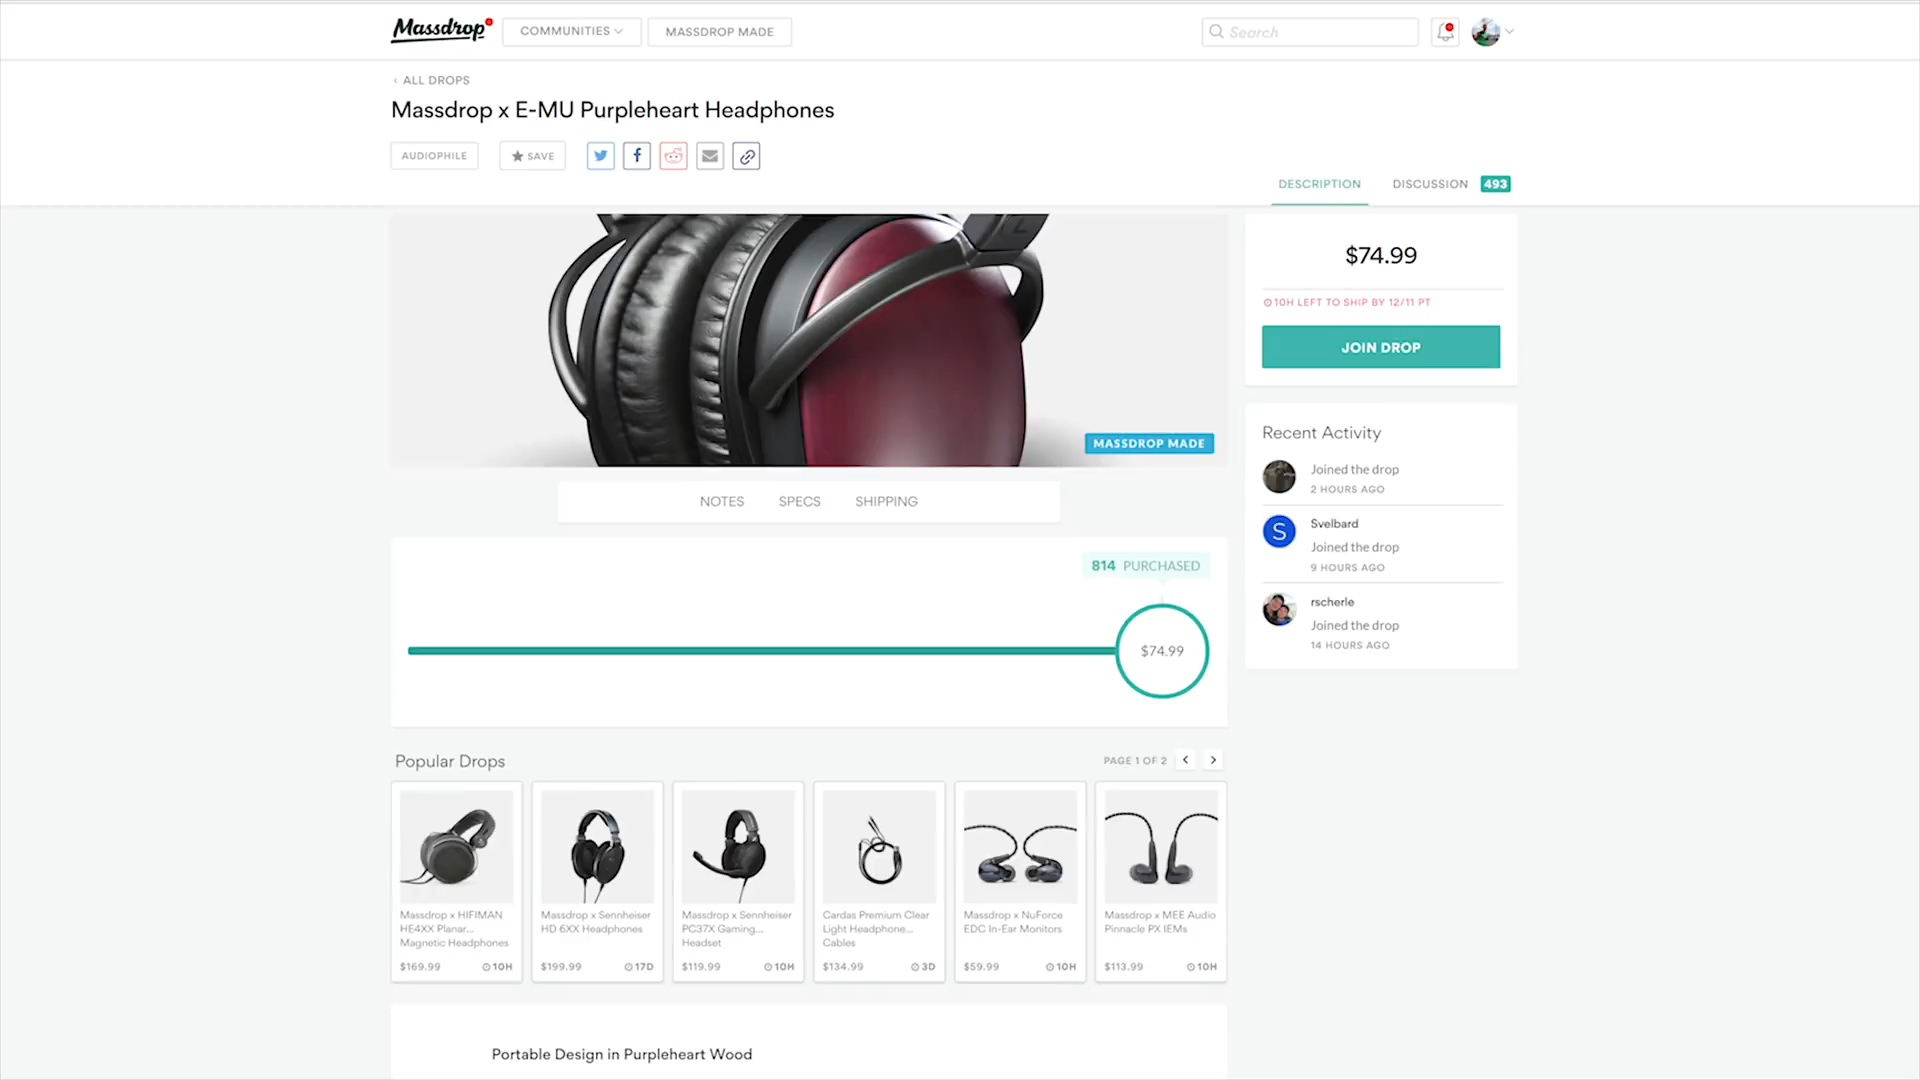 Massdrop
COMMUNITIES
MASSDROP MADE
Search
‹ ALL DROPS
Massdrop x E-MU Purpleheart Headphones
AUDIOPHILE
SAVE
DESCRIPTION
DISCUSSION 493
L
$74.99
10H LEFT TO SHIP BY 12/11 PT
JOIN DROP
MASSDROP MADE
Recent Activity
Joined the drop
2 HOURS AGO
S
Svelbard
Joined the drop
9 HOURS AGO
rscherle
Joined the drop
14 HOURS AGO
NOTES
SPECS
SHIPPING
814 PURCHASED
$74.99
Popular Drops
PAGE 1 OF 2
Massdrop x HIFIMAN
HE4XX Planar...
Magnetic Headphones
$169.99 10H
Massdrop x Sennheiser
HD 6XX Headphones
$199.99 17D
Massdrop x Sennheiser
PC37X Gaming...
Headset
$119.99 10H
Cardas Premium Clear
Light Headphone...
Cables
$134.99 3D
Massdrop x NuForce
EDC In-Ear Monitors
$59.99 10H
Massdrop x MEE Audio
Pinnacle PX IEMs
$113.99 10H
Portable Design in Purpleheart Wood